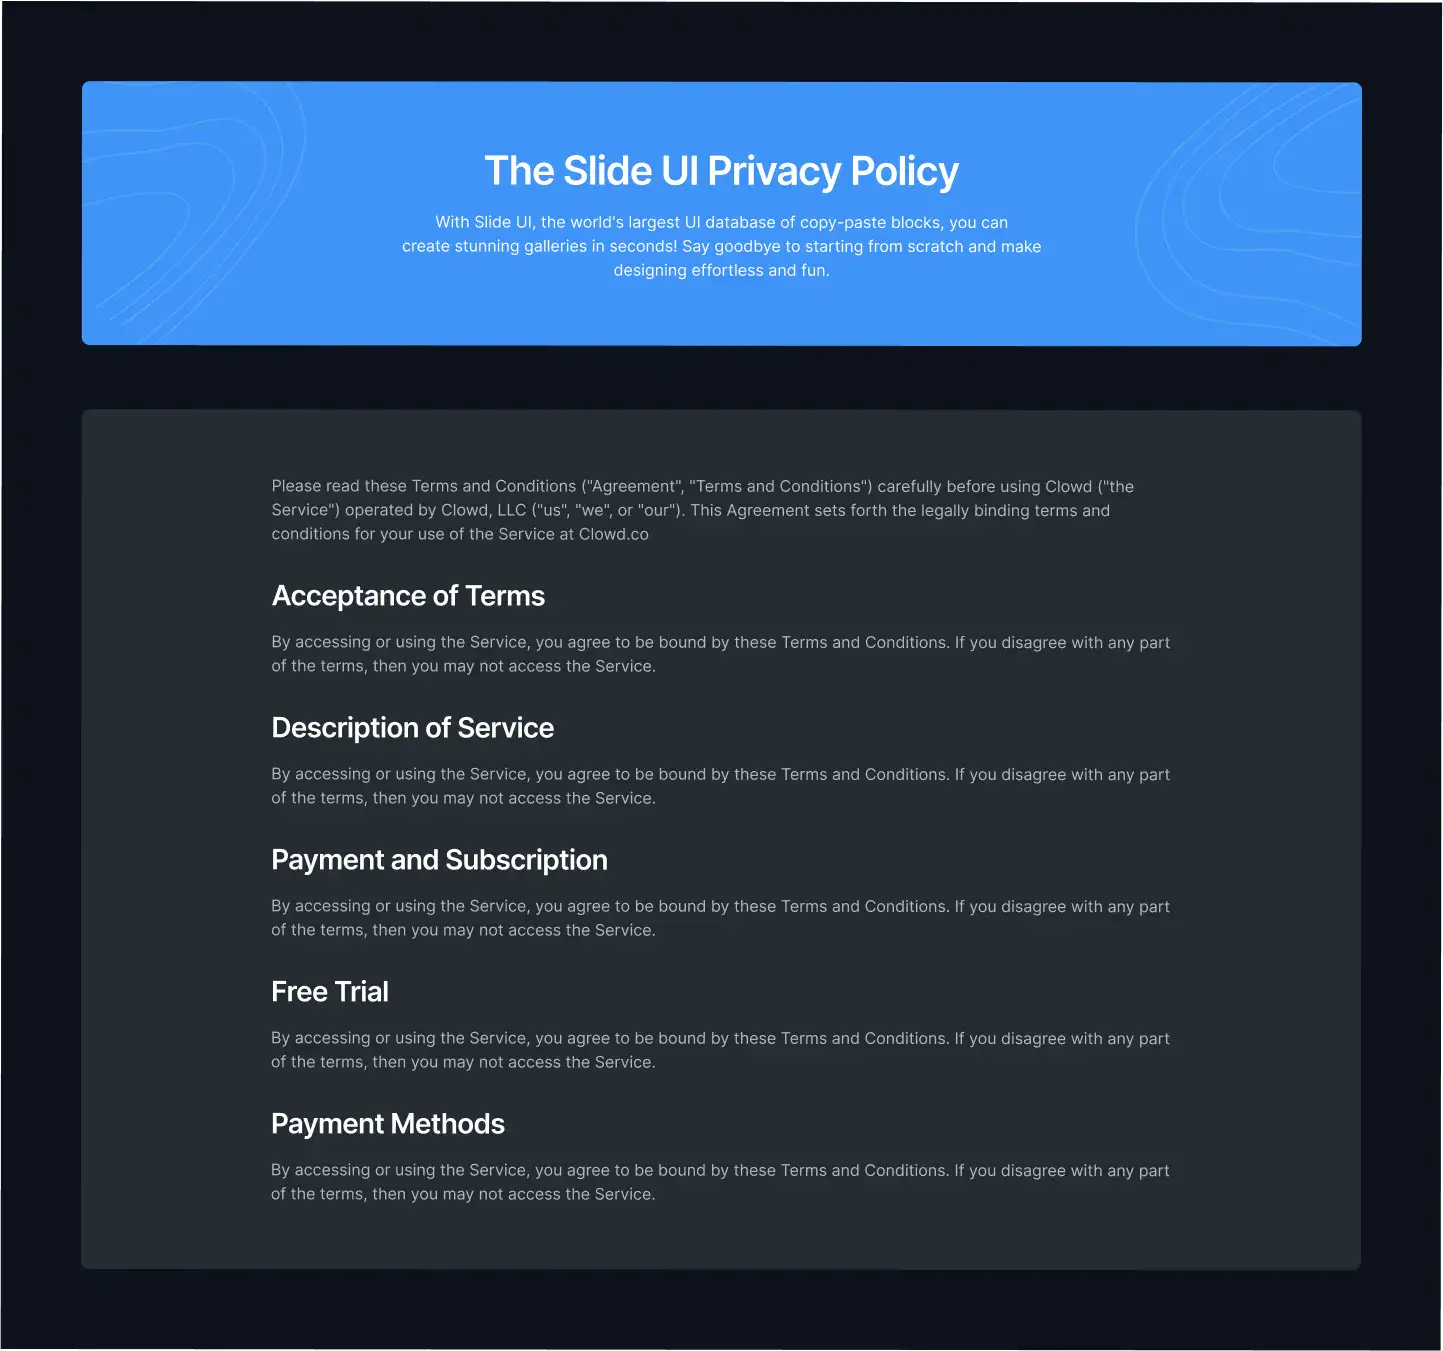 The Slide UI Privacy Policy
With Slide UI, the world's largest UI database of copy-paste blocks, you can
create stunning galleries in seconds! Say goodbye to starting from scratch and make
designing effortless and fun.
Please read these Terms and Conditions ("Agreement", "Terms and Conditions") carefully before using Clowd ("the
Service") operated by Clowd, LLC ("us", "we", or "our"). This Agreement sets forth the legally binding terms and
conditions for your use of the Service at Clowd.co
Acceptance of Terms
By accessing or using the Service, you agree to be bound by these Terms and Conditions. If you disagree with any part
of the terms, then you may not access the Service.
Description of Service
By accessing or using the Service, you agree to be bound by these Terms and Conditions. If you disagree with any part
of the terms, then you may not access the Service.
Payment and Subscription
By accessing or using the Service, you agree to be bound by these Terms and Conditions. If you disagree with any part
of the terms, then you may not access the Service.
Free Trial
By accessing or using the Service, you agree to be bound by these Terms and Conditions. If you disagree with any part
of the terms, then you may not access the Service.
Payment Methods
By accessing or using the Service, you agree to be bound by these Terms and Conditions. If you disagree with any part
of the terms, then you may not access the Service.